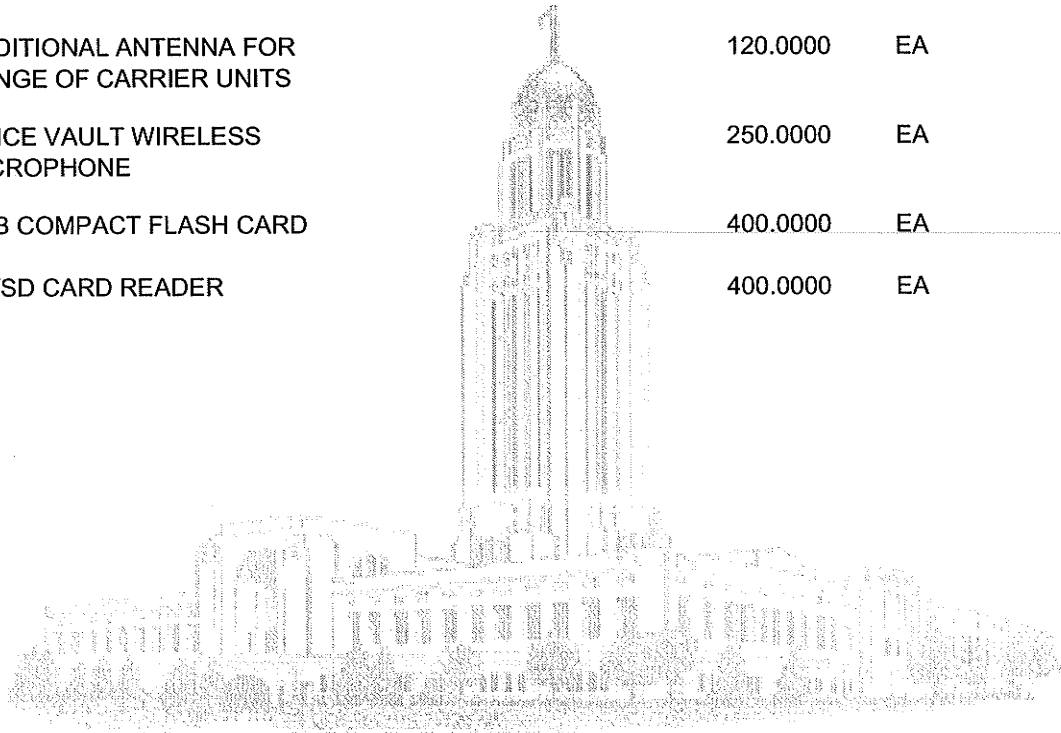 DITIONAL ANTENNA FOR 120.0000 EA
NGE OF CARRIER UNITS
ICE VAULT WIRELESS 250.0000 EA
CROPHONE
B COMPACT FLASH CARD 400.0000 EA
/SD CARD READER 400.0000 EA